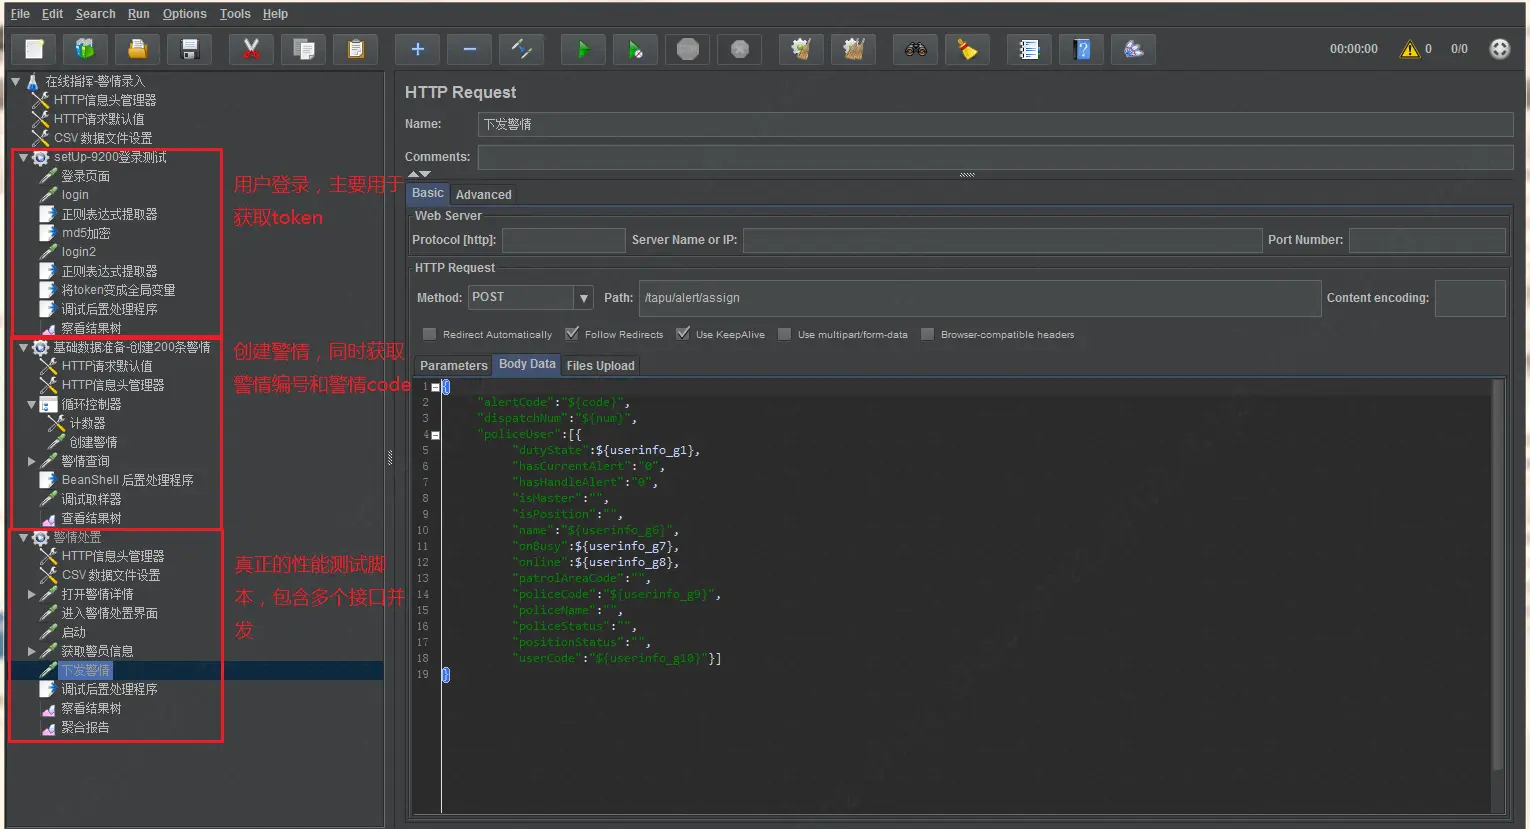 File Edit Search Run Options Tools Help
00:00:00 0 0/0
在线指挥-警情录入
HTTP信息头管理器
HTTP请求默认值
CSV 数据文件设置
setUp-9200登录测试
登录页面
login
正则表达式提取器
md5加密
login2
正则表达式提取器
将token变成全局变量
调试后置处理程序
察看结果树
基础数据准备-创建200条警情
HTTP请求默认值
HTTP信息头管理器
循环控制器
计数器
创建警情
警情查询
BeanShell 后置处理程序
调试取样器
查看结果树
警情处置
HTTP信息头管理器
CSV 数据文件设置
打开警情详情
进入警情处置界面
启动
获取警员信息
下发警情
调试后置处理程序
察看结果树
聚合报告
用户登录，主要用于
获取token
创建警情，同时获取
警情编号和警情code
真正的性能测试脚
本，包含多个接口并
发
HTTP Request
Name: 下发警情
Comments:
Basic Advanced
Web Server
Protocol [http]: Server Name or IP: Port Number:
HTTP Request
Method: POST Path: /tapu/alert/assign Content encoding:
Redirect Automatically Follow Redirects Use KeepAlive Use multipart/form-data Browser-compatible headers
Parameters Body Data Files Upload
1 {
2 "alertCode":"${code}",
3 "dispatchNum":"${num}",
4 "policeUser":[{
5 "dutyState":${userinfo_g1},
6 "hasCurrentAlert":"0",
7 "hasHandleAlert":"0",
8 "isMaster":"",
9 "isPosition":"",
10 "name":"${userinfo_g6}",
11 "onBusy":${userinfo_g7},
12 "online":${userinfo_g8},
13 "patrolAreaCode":"",
14 "policeCode":"${userinfo_g9}",
15 "policeName":"",
16 "policeStatus":"",
17 "positionStatus":"",
18 "userCode":"${userinfo_g10}"}]
19 }